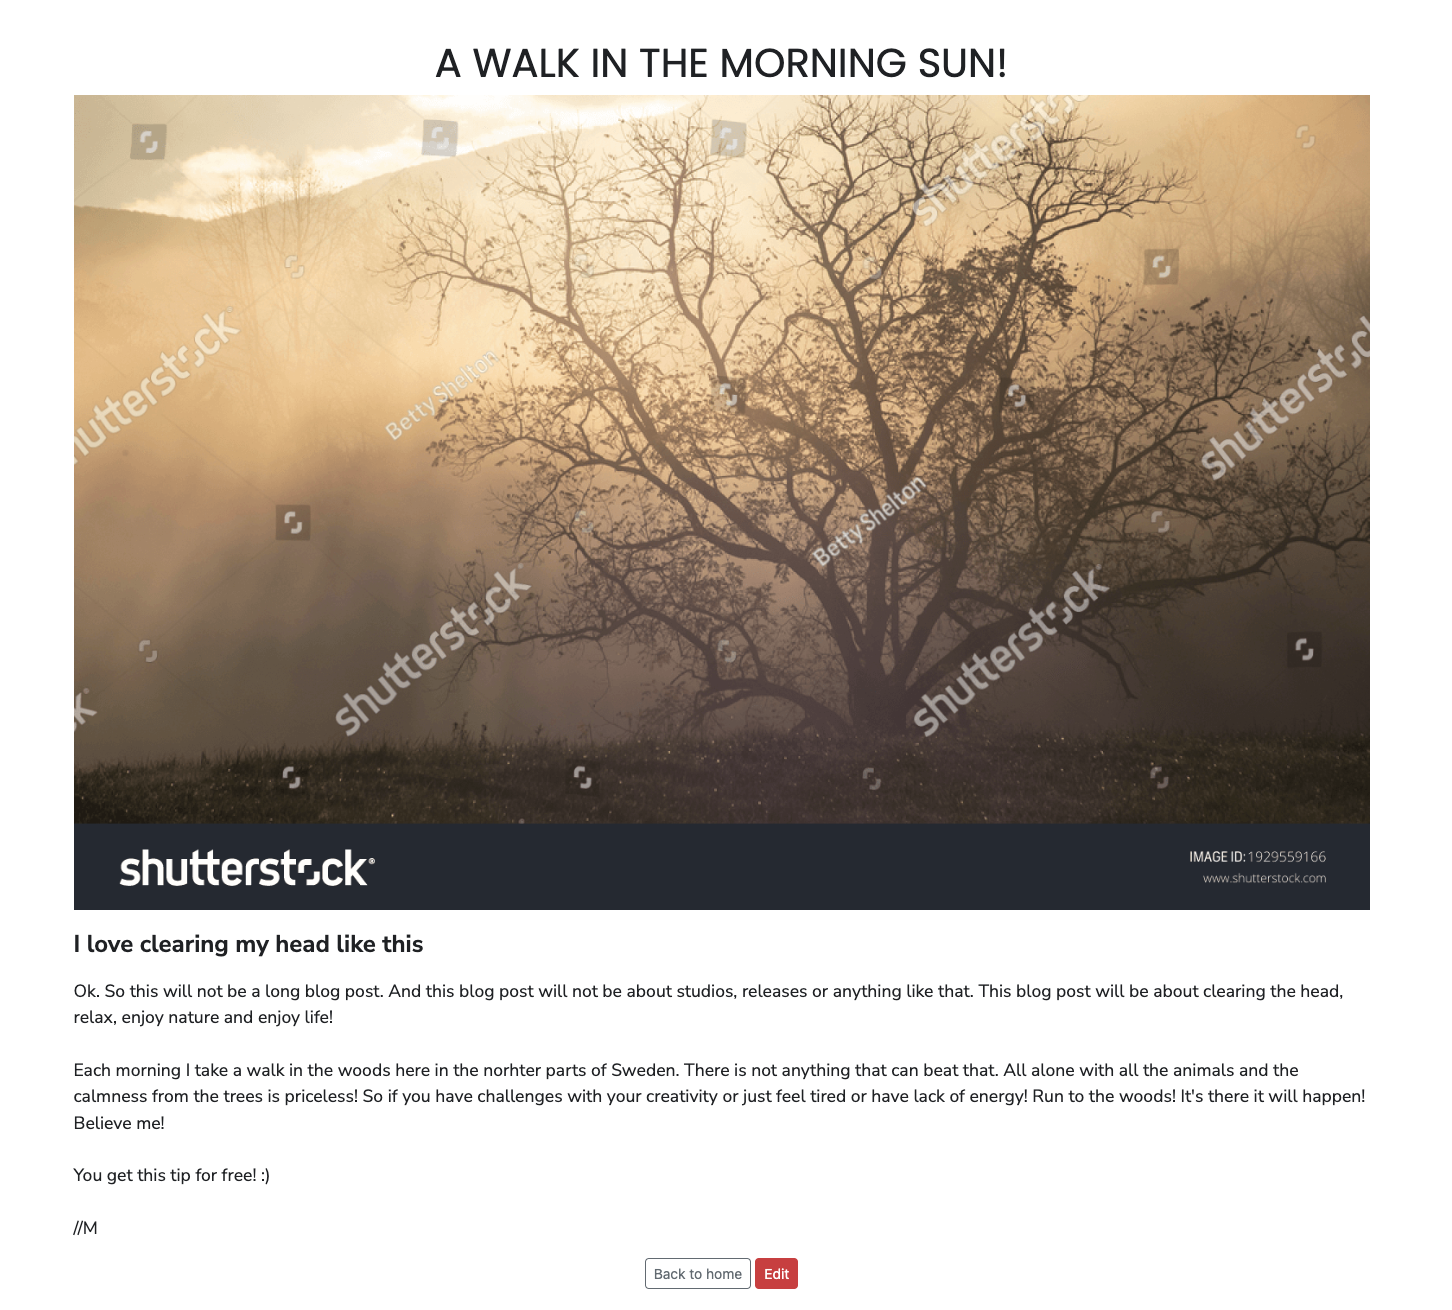 A WALK IN THE MORNING SUN!
shutterstock
shutterstock
Betty Shelton
shutterstock
Betty Shelton
shutterstock
shutterstock
k
shutterstock®
IMAGE ID: 1929559166
www.shutterstock.com
I love clearing my head like this
Ok. So this will not be a long blog post. And this blog post will not be about studios, releases or anything like that. This blog post will be about clearing the head,
relax, enjoy nature and enjoy life!
Each morning I take a walk in the woods here in the norhter parts of Sweden. There is not anything that can beat that. All alone with all the animals and the
calmness from the trees is priceless! So if you have challenges with your creativity or just feel tired or have lack of energy! Run to the woods! It's there it will happen!
Believe me!
You get this tip for free! :)
//M
Back to home
Edit